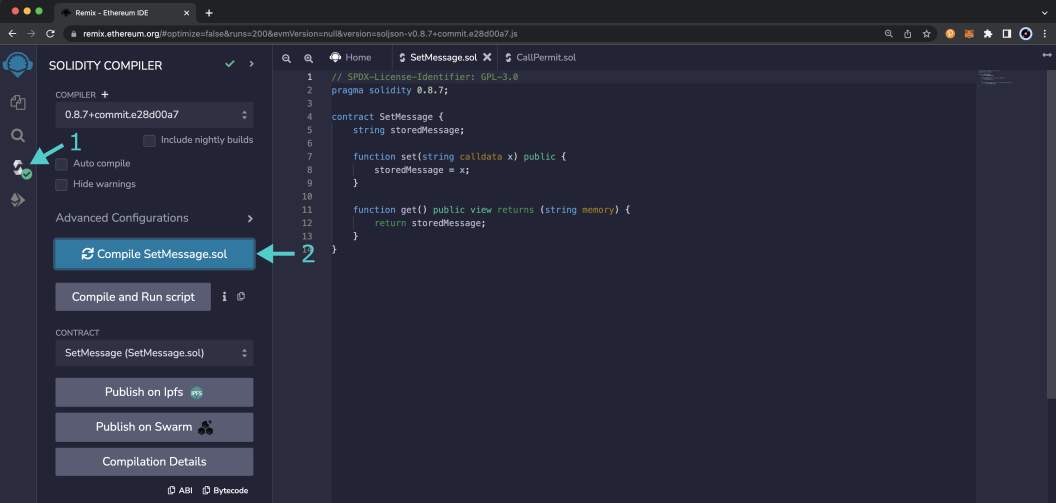 Remix - Ethereum IDE
remix.ethereum.org/#optimize=false&runs=200&evmVersion=null&version=soljson-v0.8.7+commit.e28d00a7.js
SOLIDITY COMPILER
COMPILER +
0.8.7+commit.e28d00a7
Include nightly builds
Auto compile
Hide warnings
Advanced Configurations
Compile SetMessage.sol
Compile and Run script
CONTRACT
SetMessage (SetMessage.sol)
Publish on Ipfs IPFS
Publish on Swarm
Compilation Details
ABI Bytecode
1
2
Home SetMessage.sol CallPermit.sol
1 // SPDX-License-Identifier: GPL-3.0
2 pragma solidity 0.8.7;
3
4 contract SetMessage {
5 string storedMessage;
6
7 function set(string calldata x) public {
8 storedMessage = x;
9 }
10
11 function get() public view returns (string memory) {
12 return storedMessage;
13 }
14 }